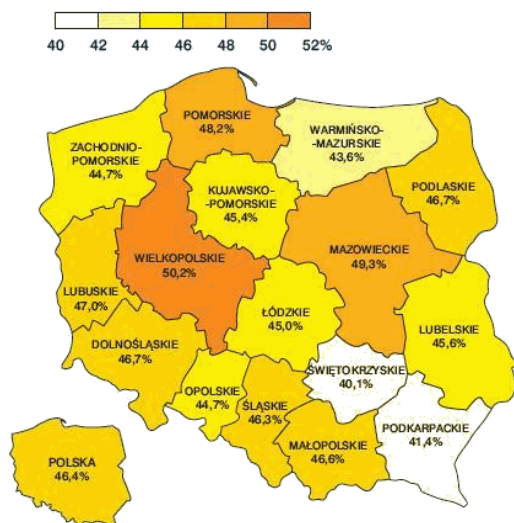 40 42 44 46 48 50 52%
POMORSKIE
48,2%
WARMIŃSKO-
-MAZURSKIE
43,6%
ZACHODNIO-
POMORSKIE
44,7%
KUJAWSKO-
-POMORSKIE
45,4%
PODLASKIE
46,7%
WIELKOPOLSKIE
50,2%
MAZOWIECKIE
49,3%
LUBUSKIE
47,0%
ŁÓDZKIE
45,0%
LUBELSKIE
45,6%
DOLNOŚLĄSKIE
46,7%
ŚWIĘTOKRZYSKIE
40,1%
OPOLSKIE
44,7%
ŚLĄSKIE
46,3%
PODKARPACKIE
41,4%
MAŁOPOLSKIE
46,6%
POLSKA
46,4%